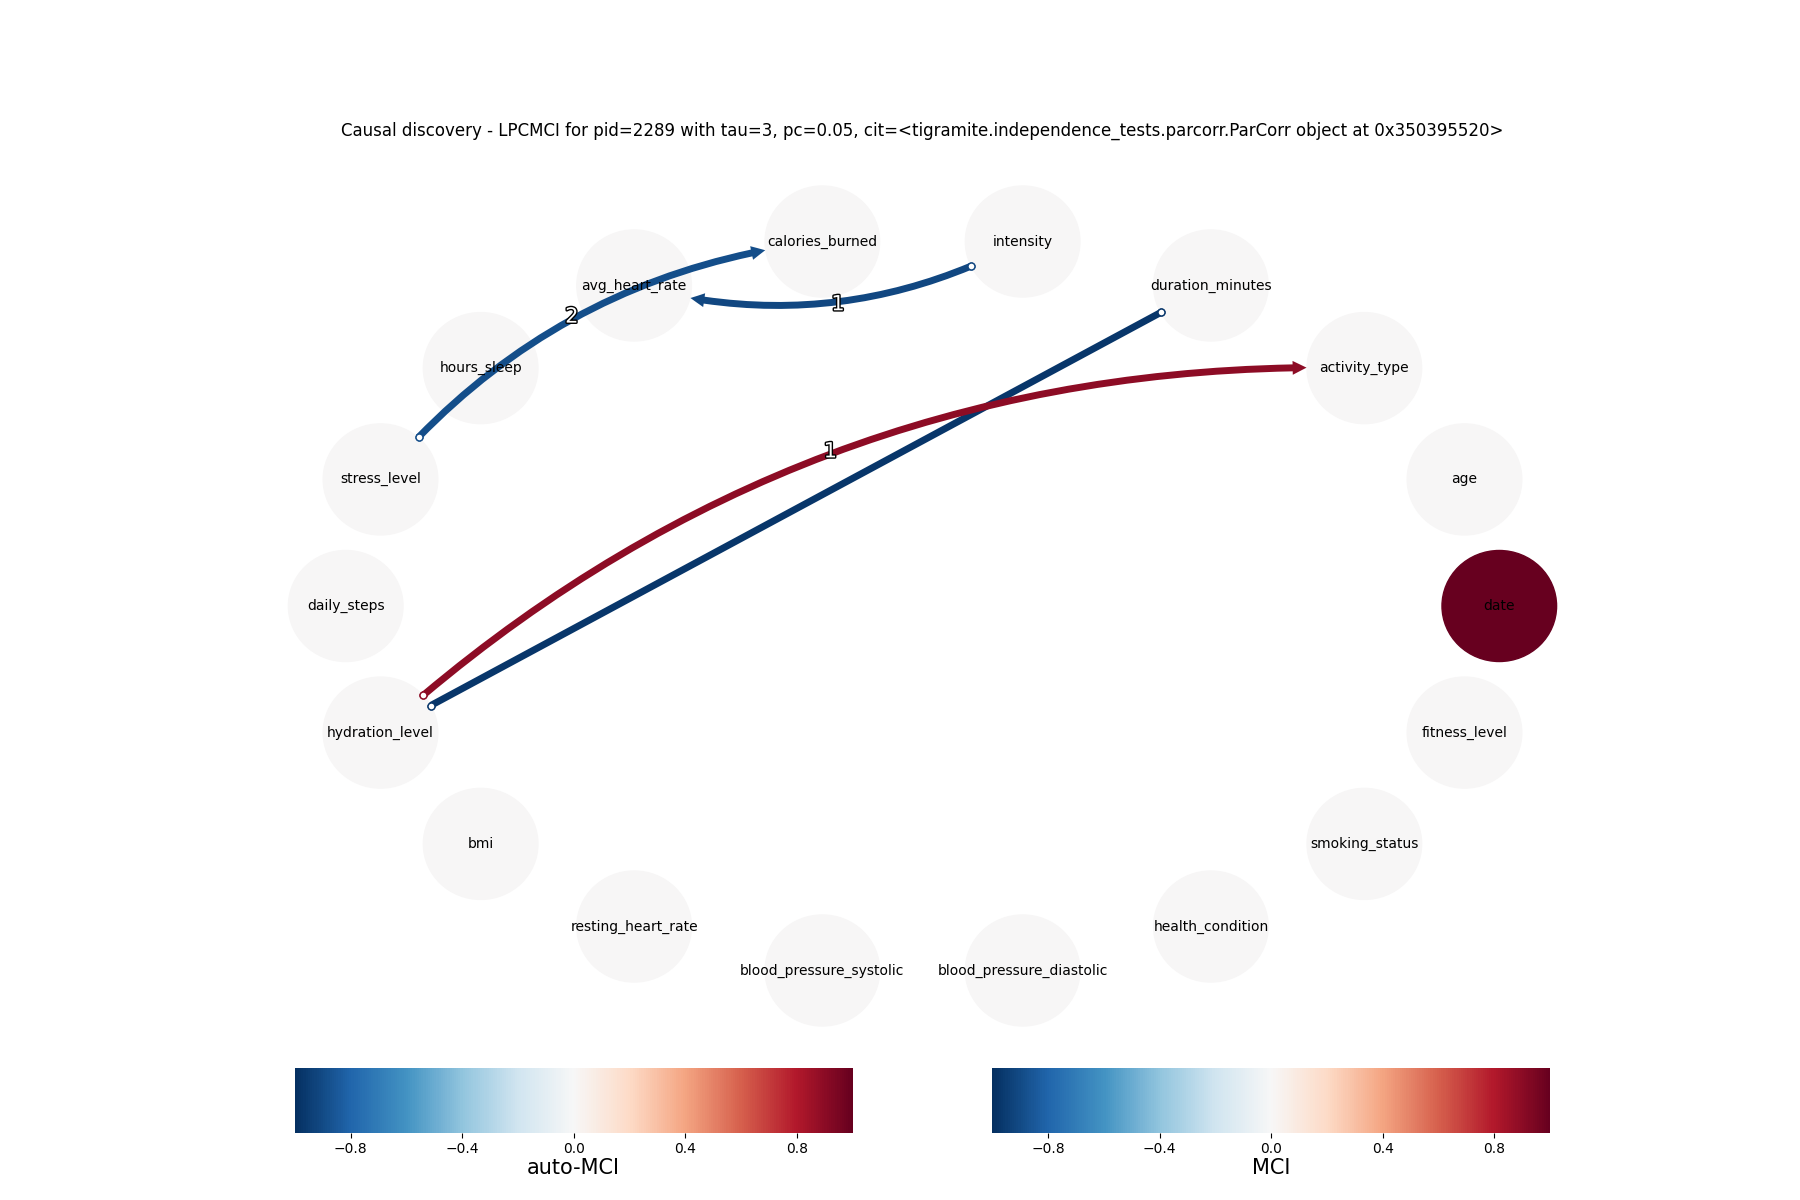 Causal discovery - LPCMCI for pid=2289 with tau=3, pc=0.05, cit=<tigramite.independence_tests.parcorr.ParCorr object at 0x350395520>
calories_burned
intensity
avg_heart_rate
duration_minutes
1
2
hours_sleep
activity_type
1
stress_level
age
daily_steps
date
hydration_level
fitness_level
bmi
smoking_status
resting_heart_rate
health_condition
blood_pressure_systolic
blood_pressure_diastolic
−0.8 −0.4 0.0 0.4 0.8
auto-MCI
−0.8 −0.4 0.0 0.4 0.8
MCI